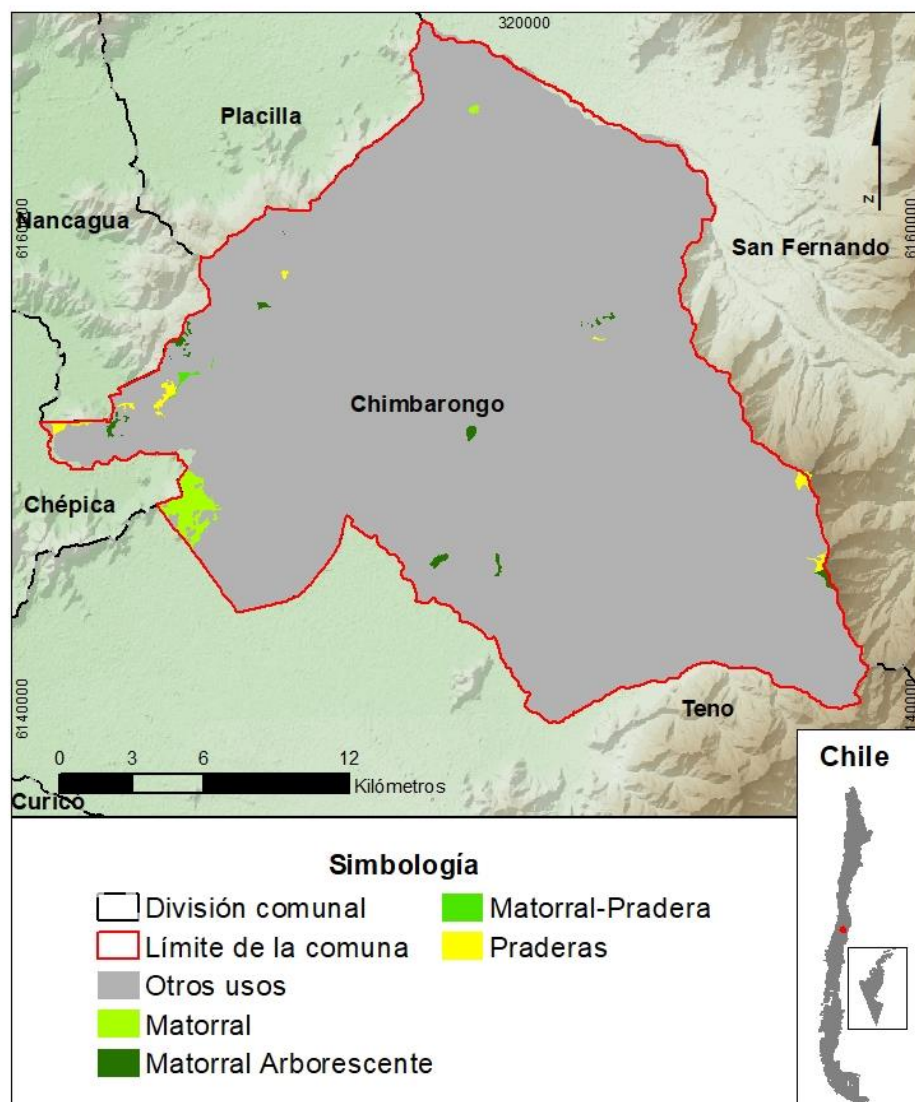 320000
Placilla
Nancagua
6160000
San Fernando
6160000
N
Chimbarongo
Chépica
6140000
Teno
6140000
0 3 6 12
Kilómetros
Curicó
Chile
Simbología
División comunal
Límite de la comuna
Otros usos
Matorral
Matorral Arborescente
Matorral-Pradera
Praderas